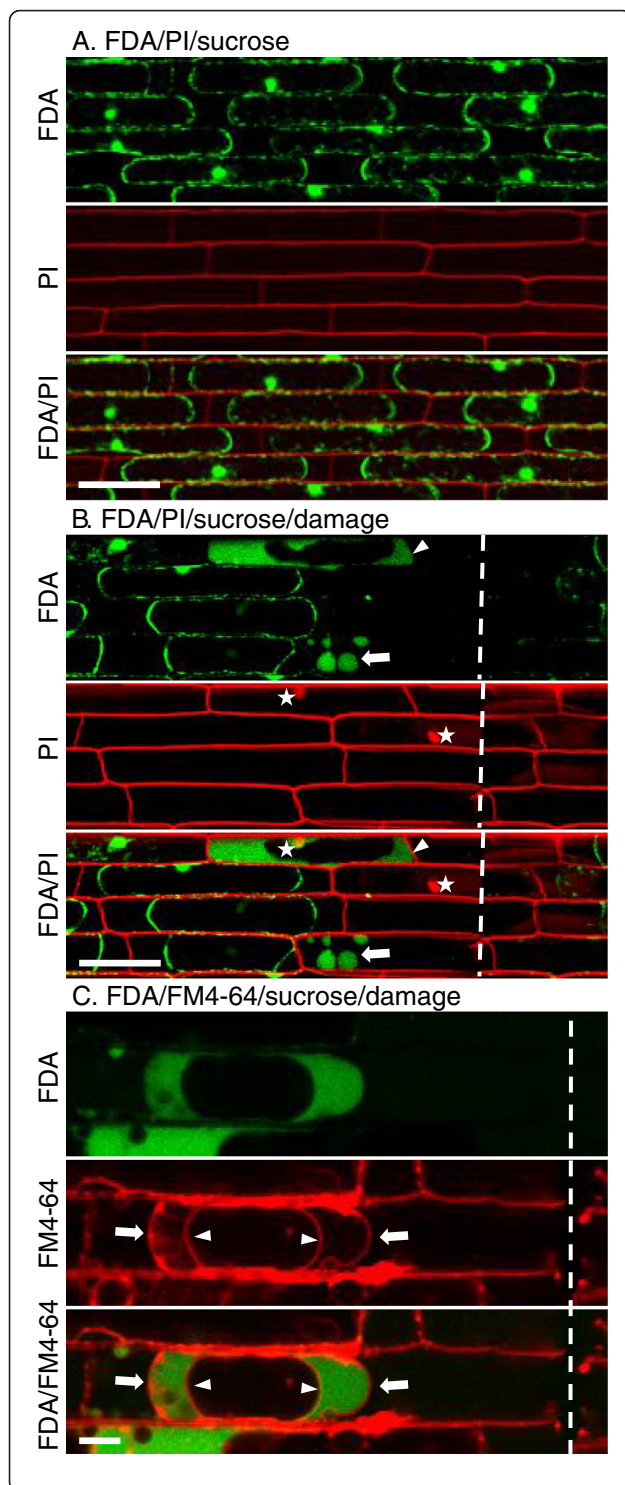 A. FDA/PI/sucrose
FDA
PI
FDA/PI
B. FDA/PI/sucrose/damage
FDA
PI
FDA/PI
C. FDA/FM4-64/sucrose/damage
FDA
FM4-64
FDA/FM4-64